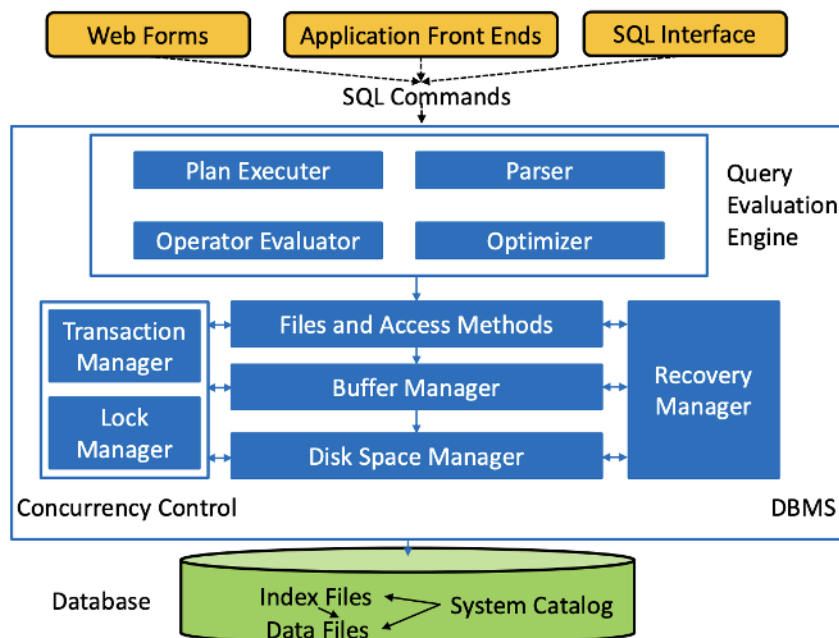 Web Forms
Application Front Ends
SQL Interface
SQL Commands
Plan Executer
Parser
Query
Evaluation
Engine
Operator Evaluator
Optimizer
Transaction
Manager
Files and Access Methods
Recovery
Manager
Buffer Manager
Lock
Manager
Disk Space Manager
Concurrency Control
DBMS
Database
Index Files
System Catalog
Data Files